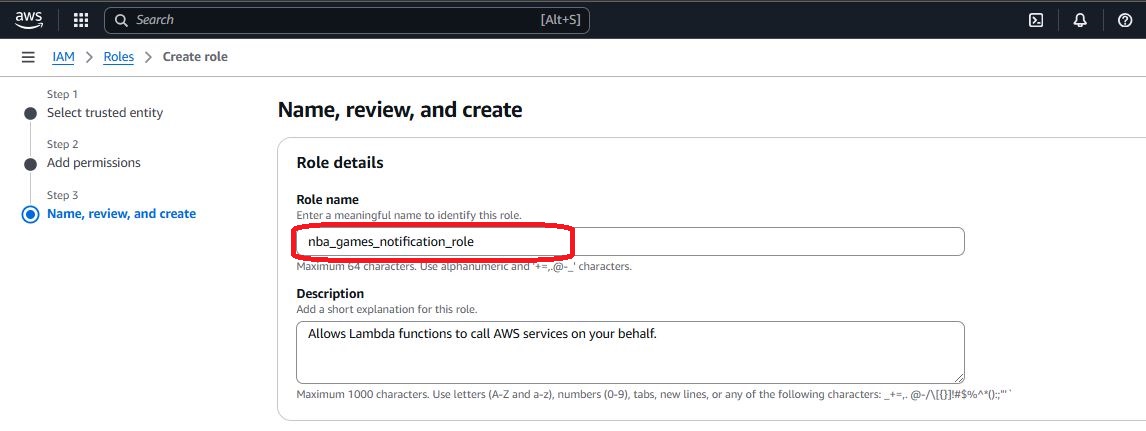 aws
Search [Alt+S]
IAM > Roles > Create role
Step 1
Select trusted entity
Step 2
Add permissions
Step 3
Name, review, and create
Name, review, and create
Role details
Role name
Enter a meaningful name to identify this role.
nba_games_notification_role
Maximum 64 characters. Use alphanumeric and '+=,.@-_' characters.
Description
Add a short explanation for this role.
Allows Lambda functions to call AWS services on your behalf.
Maximum 1000 characters. Use letters (A-Z and a-z), numbers (0-9), tabs, new lines, or any of the following characters: _+=,. @-/\[{}]!#$%^*();:;"'`